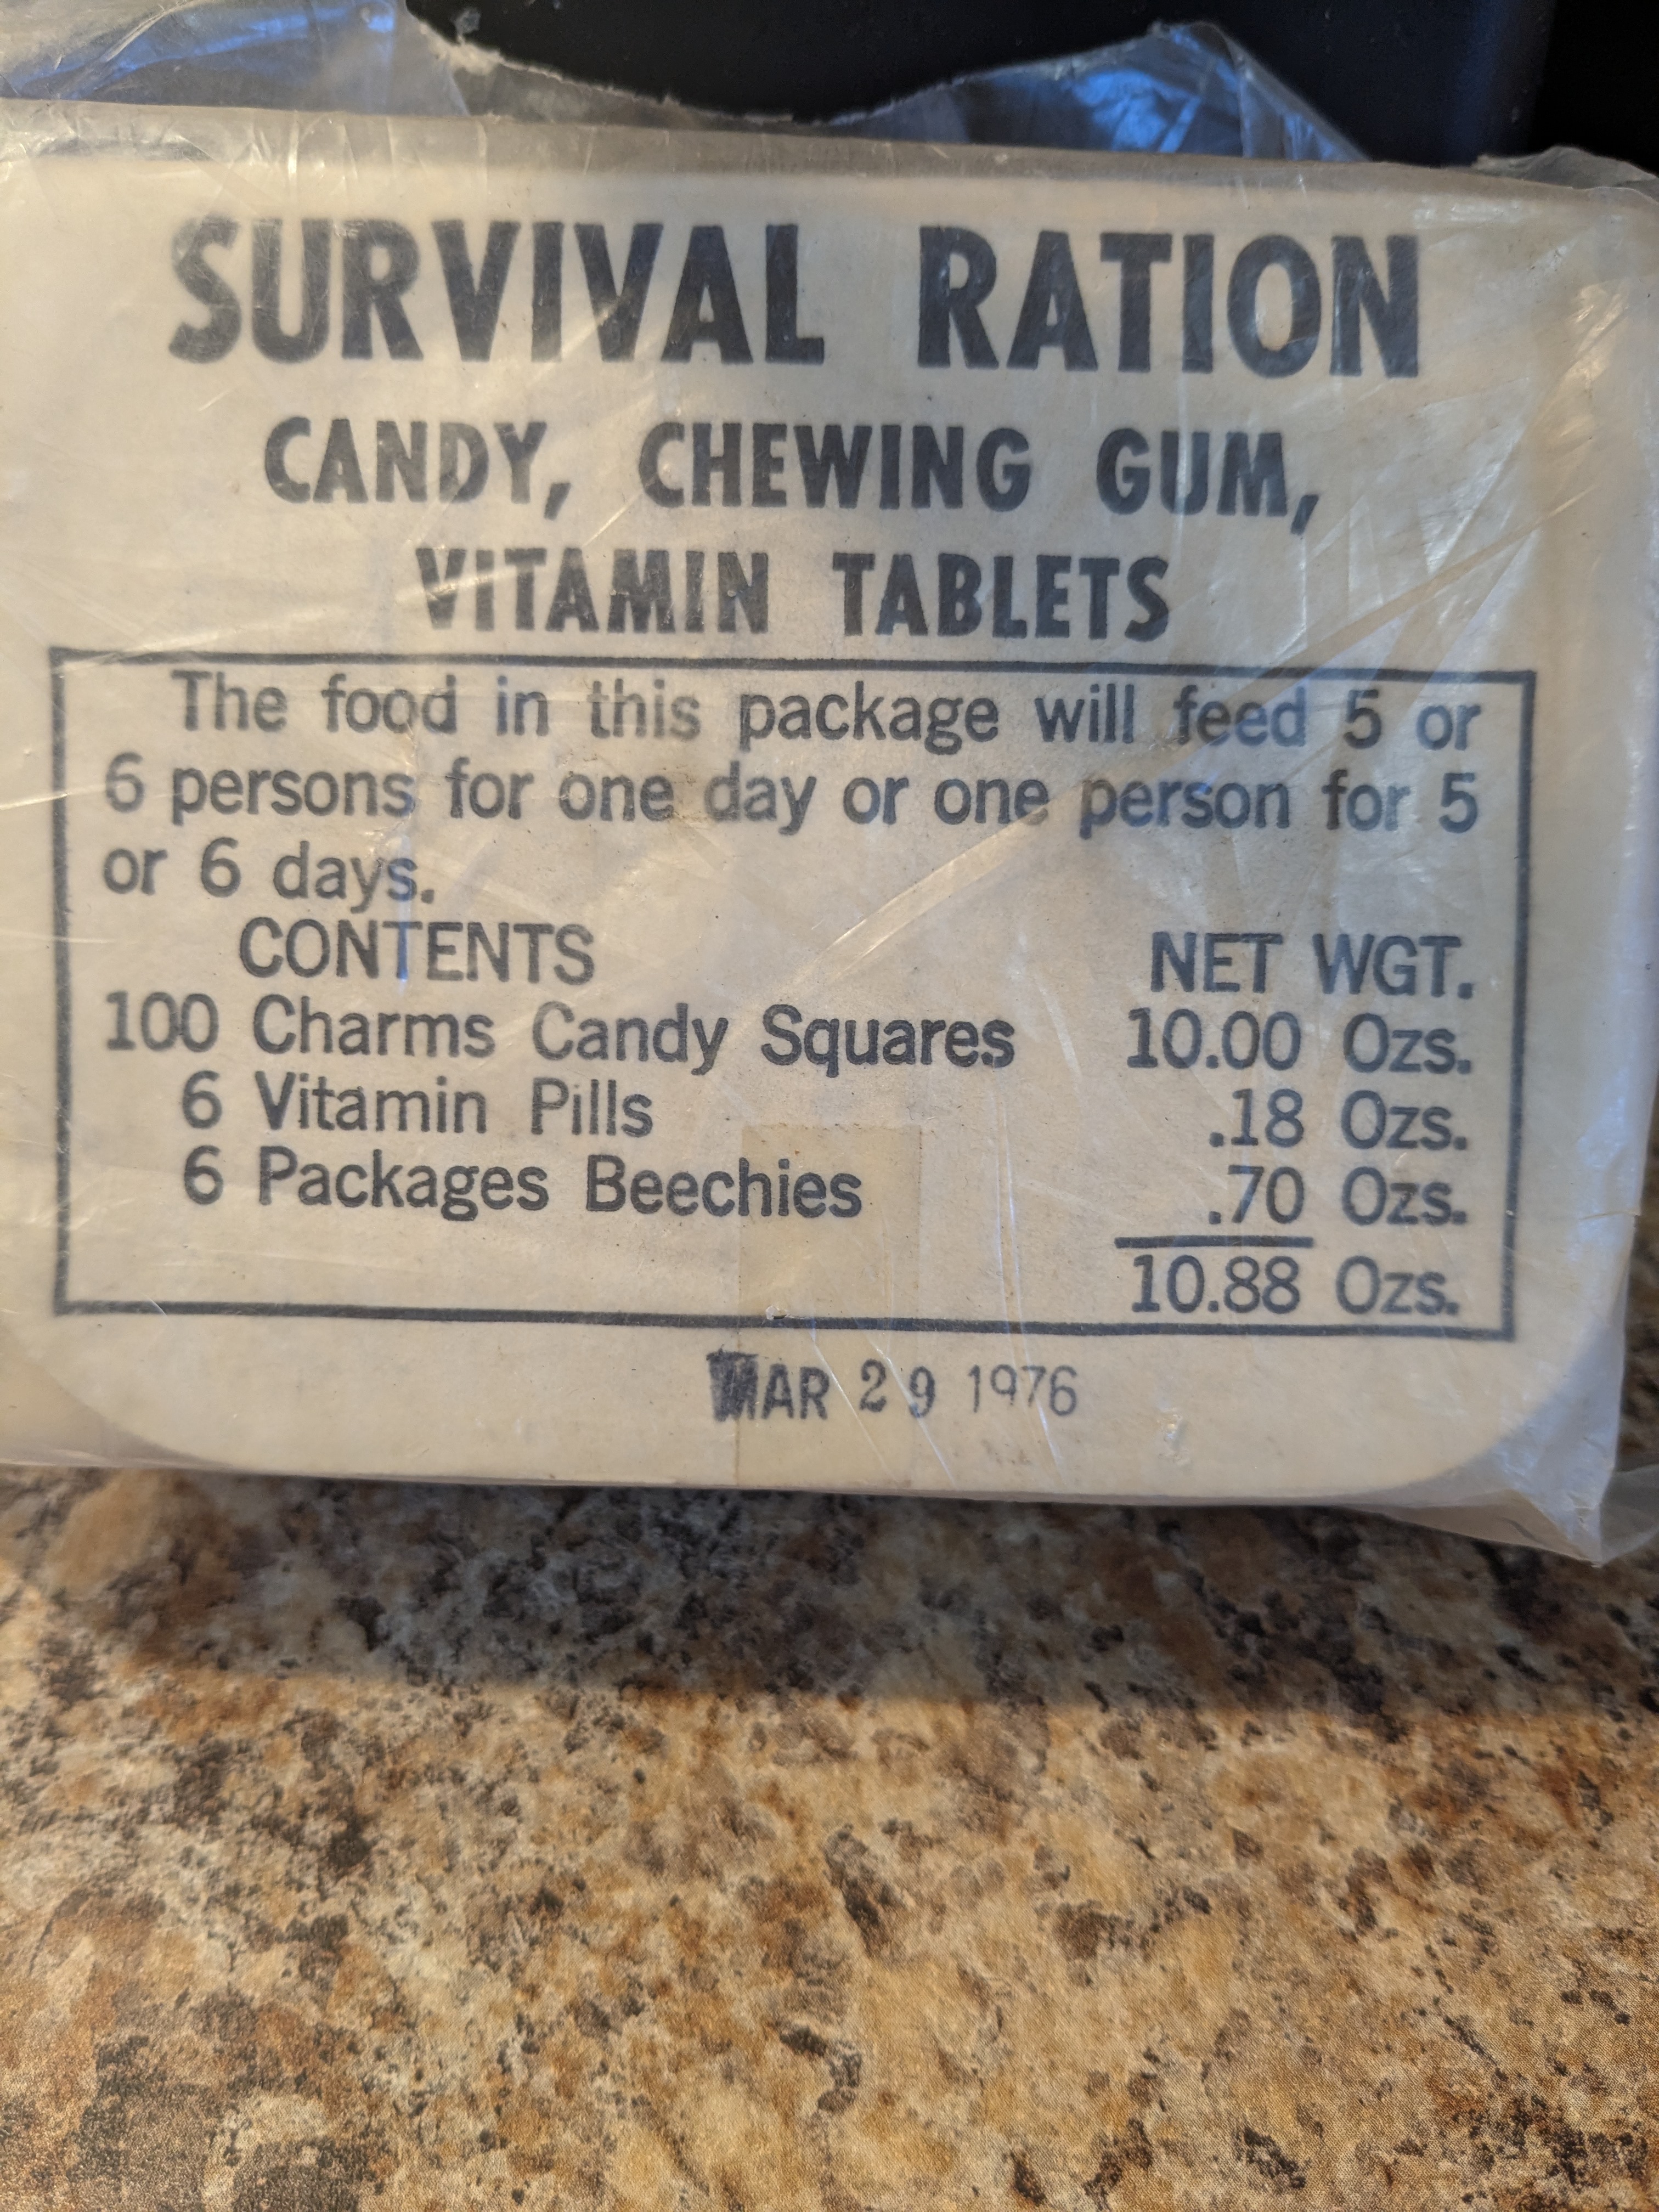 SURVIVAL RATION
CANDY, CHEWING GUM,
VITAMIN TABLETS
The food in this package will feed 5 or
6 persons for one day or one person for 5
or 6 days.
CONTENTS NET WGT.
100 Charms Candy Squares 10.00 Ozs.
6 Vitamin Pills .18 Ozs.
6 Packages Beechies .70 Ozs.
10.88 Ozs.
MAR 29 1976